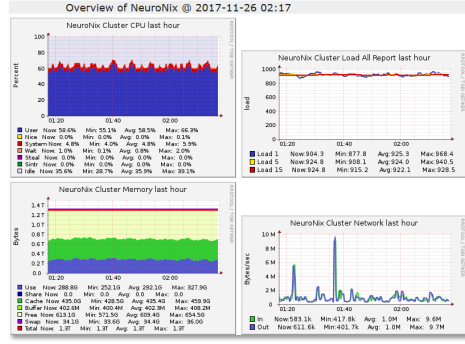 Overview of NeuroNix @ 2017-11-26 02:17
NeuroNix Cluster CPU last hour
Percent
100
80
60
40
20
0
01:20 01:40 02:00
User Now: 58.6% Min: 55.1% Avg: 58.5% Max: 66.8%
Nice Now: 0.0% Min: 0.0% Avg: 0.0% Max: 0.1%
System Now: 4.8% Min: 4.0% Avg: 4.8% Max: 5.9%
Wait Now: 1.0% Min: 0.1% Avg: 0.8% Max: 2.0%
Steal Now: 0.0% Min: 0.0% Avg: 0.0% Max: 0.0%
Sintr Now: 0.0% Min: 0.0% Avg: 0.0% Max: 0.0%
Idle Now: 35.6% Min: 28.7% Avg: 35.9% Max: 39.1%
NeuroNix Cluster Load All Report last hour
load
1000
800
600
400
200
0
01:20 01:40 02:00
Load 1 Now:904.3 Min:877.8 Avg:925.3 Max:968.4
Load 5 Now:924.8 Min:908.1 Avg:924.0 Max:940.5
Load 15 Now:924.8 Min:915.2 Avg:922.1 Max:928.5
NeuroNix Cluster Memory last hour
Bytes
1.4 T
1.2 T
1.0 T
0.8 T
0.6 T
0.4 T
0.2 T
0.0
01:20 01:40 02:00
Use Now: 288.8G Min: 252.1G Avg: 292.1G Max: 327.9G
Share Now: 0.0 Min: 0.0 Avg: 0.0 Max: 0.0
Cache Now: 435.0G Min: 428.5G Avg: 435.4G Max: 459.9G
Buffer Now: 402.6M Min: 400.4M Avg: 402.8M Max: 408.2M
Free Now: 613.1G Min: 571.5G Avg: 609.4G Max: 654.5G
Swap Now: 34.1G Min: 33.6G Avg: 34.4G Max: 36.0G
Total Now: 1.3T Min: 1.3T Avg: 1.3T Max: 1.3T
NeuroNix Cluster Network last hour
Bytes/sec
10 M
8 M
6 M
4 M
2 M
0
01:20 01:40 02:00
In Now:583.1k Min:417.8k Avg: 1.0M Max: 9.6M
Out Now:611.6k Min:401.7k Avg: 1.0M Max: 9.7M